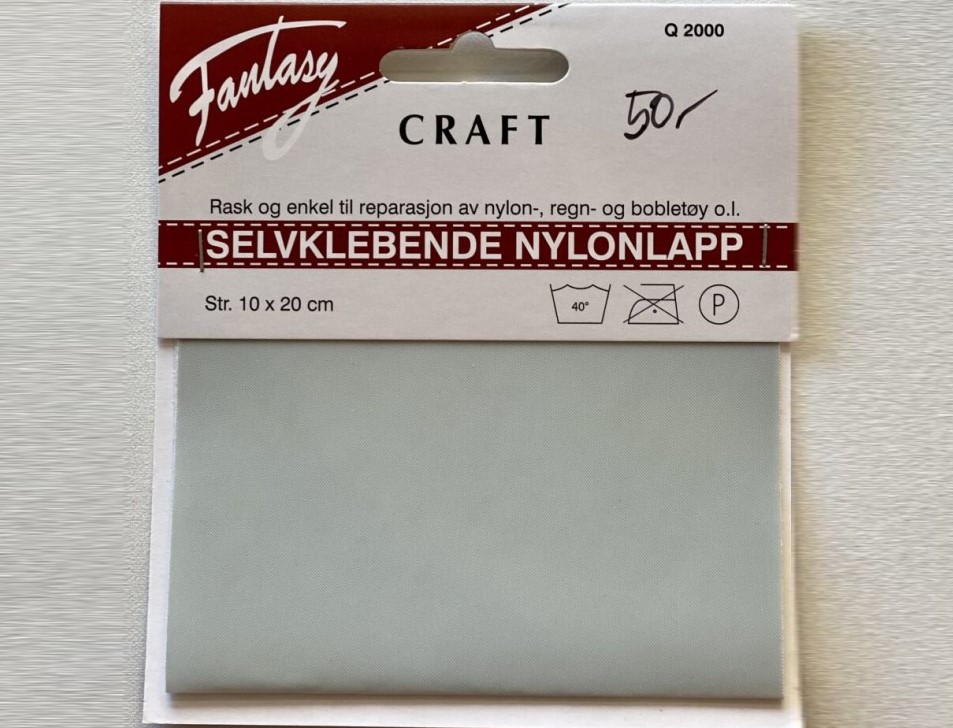 Fantasy
Q 2000
CRAFT
50,-
Rask og enkel til reparasjon av nylon-, regn- og bobletøy o.l.
SELVKLEBENDE NYLONLAPP
Str. 10 x 20 cm
40°
P